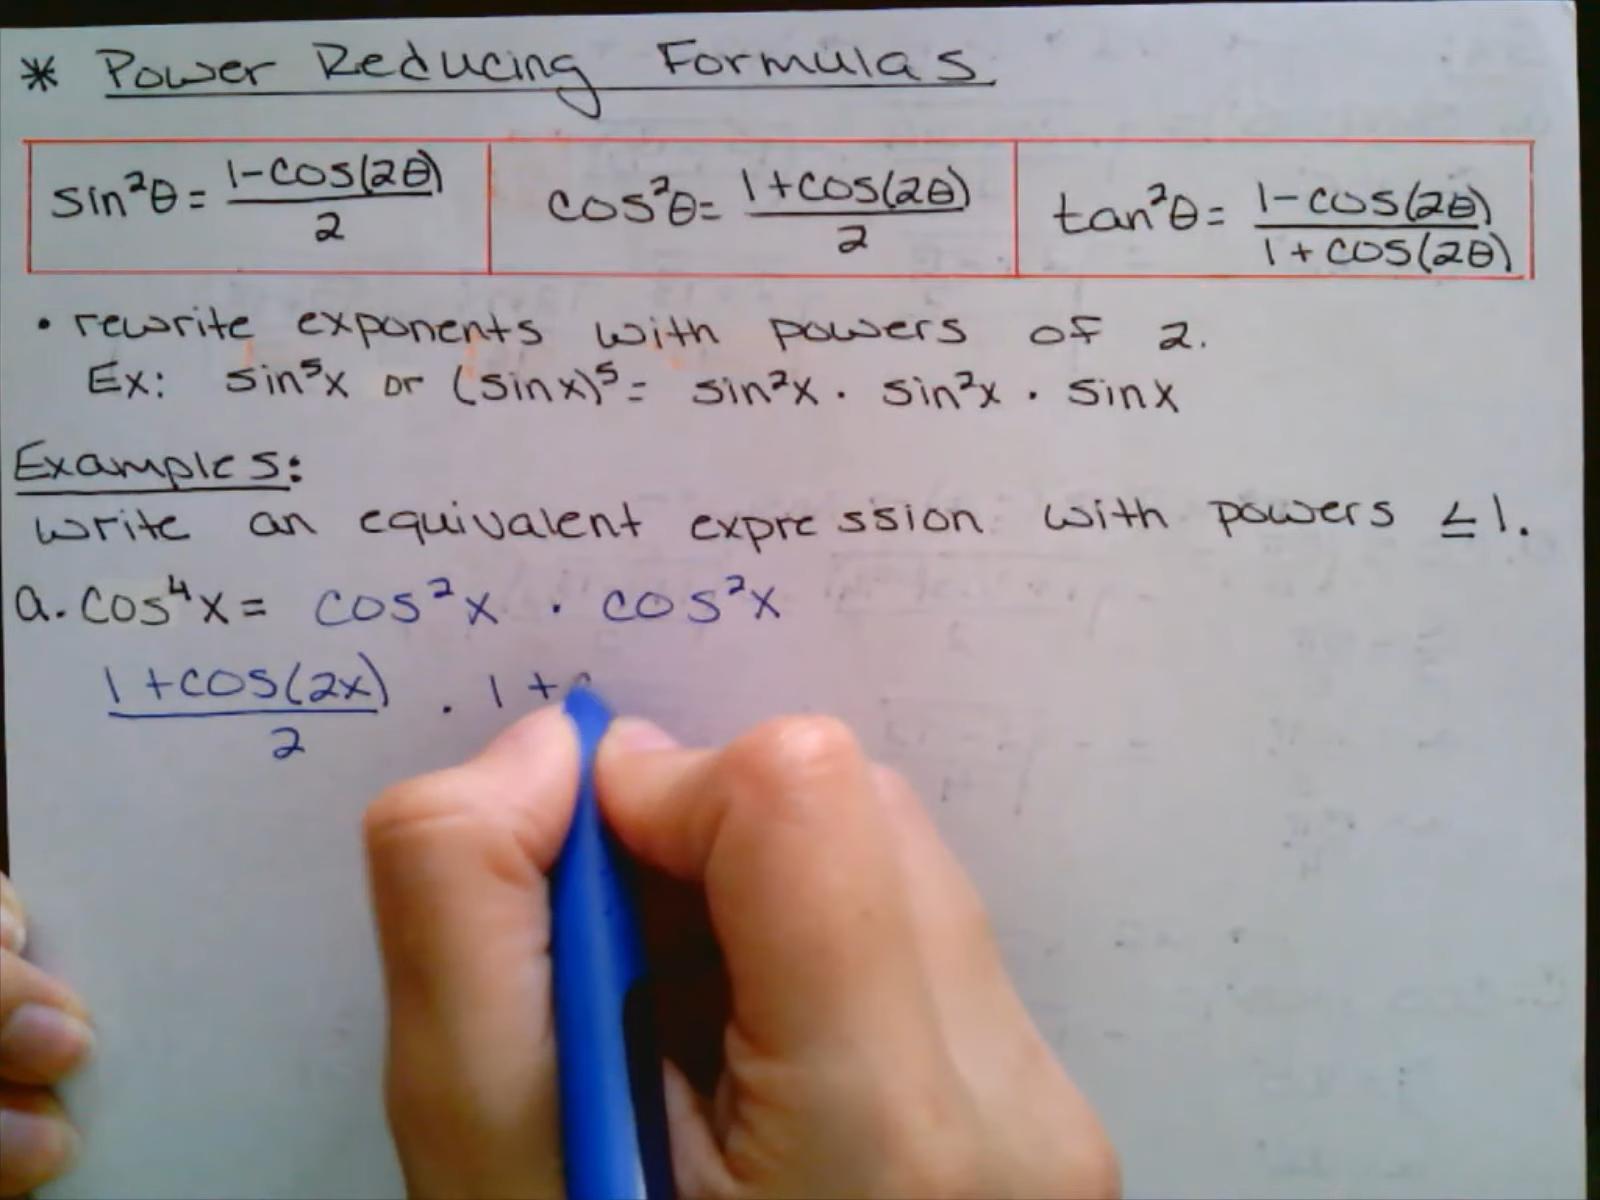 * Power Reducing Formulas
sin²θ = (1-cos(2θ))/2 cos²θ = (1+cos(2θ))/2 tan²θ = (1-cos(2θ))/(1+cos(2θ))
• rewrite exponents with powers of 2.
Ex: sin⁵x or (sinx)⁵ = sin²x · sin²x · sinx
Examples:
write an equivalent expression with powers ≤ 1.
a. cos⁴x = cos²x · cos²x
(1+cos(2x))/2 · 1+